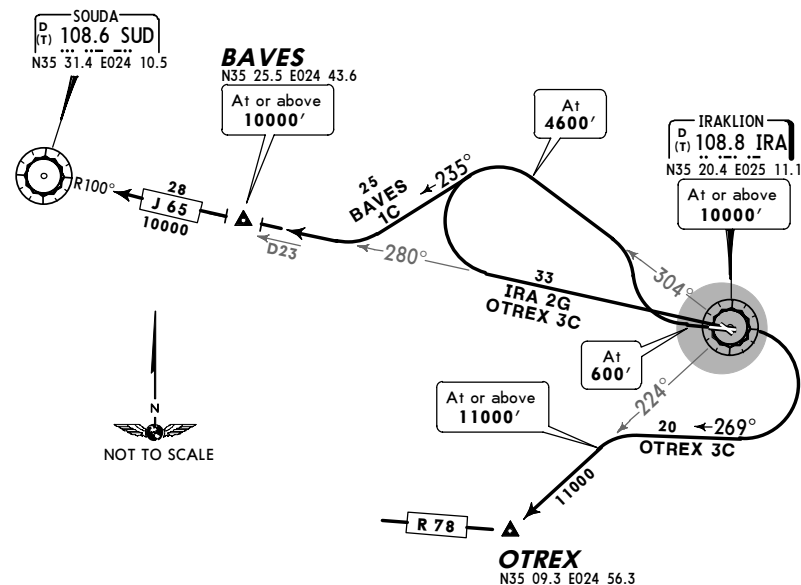 SOUDA
D
(T) 108.6 SUD
N35 31.4 E024 10.5
BAVES
N35 25.5 E024 43.6
At or above
10000′
At
4600′
IRAKLION
D
(T) 108.8 IRA
N35 20.4 E025 11.1
At or above
10000′
R100°
28
J 65
10000
D23
25
BAVES
1C
235°
280°
33
IRA 2G
OTREX 3C
304°
At
600′
224°
At or above
11000′
20
269°
OTREX 3C
11000
N
NOT TO SCALE
R 78
OTREX
N35 09.3 E024 56.3